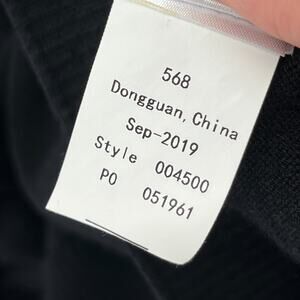 568
Dongguan, China
Sep-2019
Style 004500
PO 051961